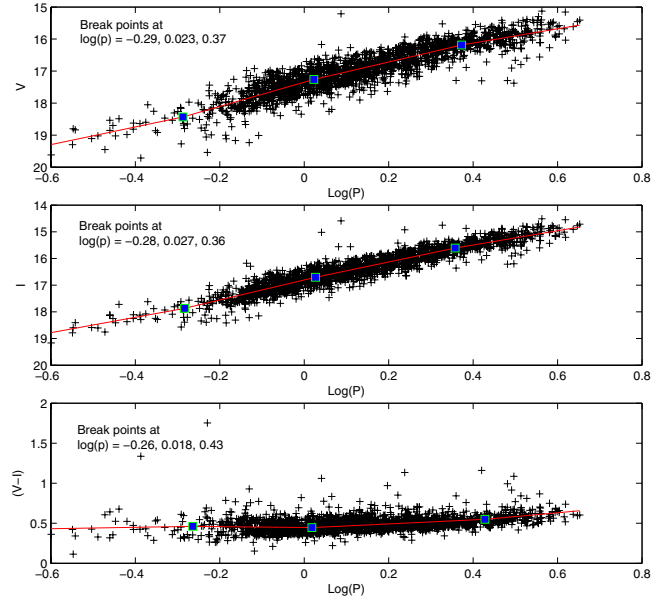 15
16
17
18
19
20
V
Break points at
log(p) = −0.29, 0.023, 0.37
−0.6 −0.4 −0.2 0 0.2 0.4 0.6 0.8
Log(P)
14
15
16
17
18
19
20
I
Break points at
log(p) = −0.28, 0.027, 0.36
−0.6 −0.4 −0.2 0 0.2 0.4 0.6 0.8
Log(P)
2
1.5
1
0.5
0
(V−I)
Break points at
log(p) = −0.26, 0.018, 0.43
−0.6 −0.4 −0.2 0 0.2 0.4 0.6 0.8
Log(P)